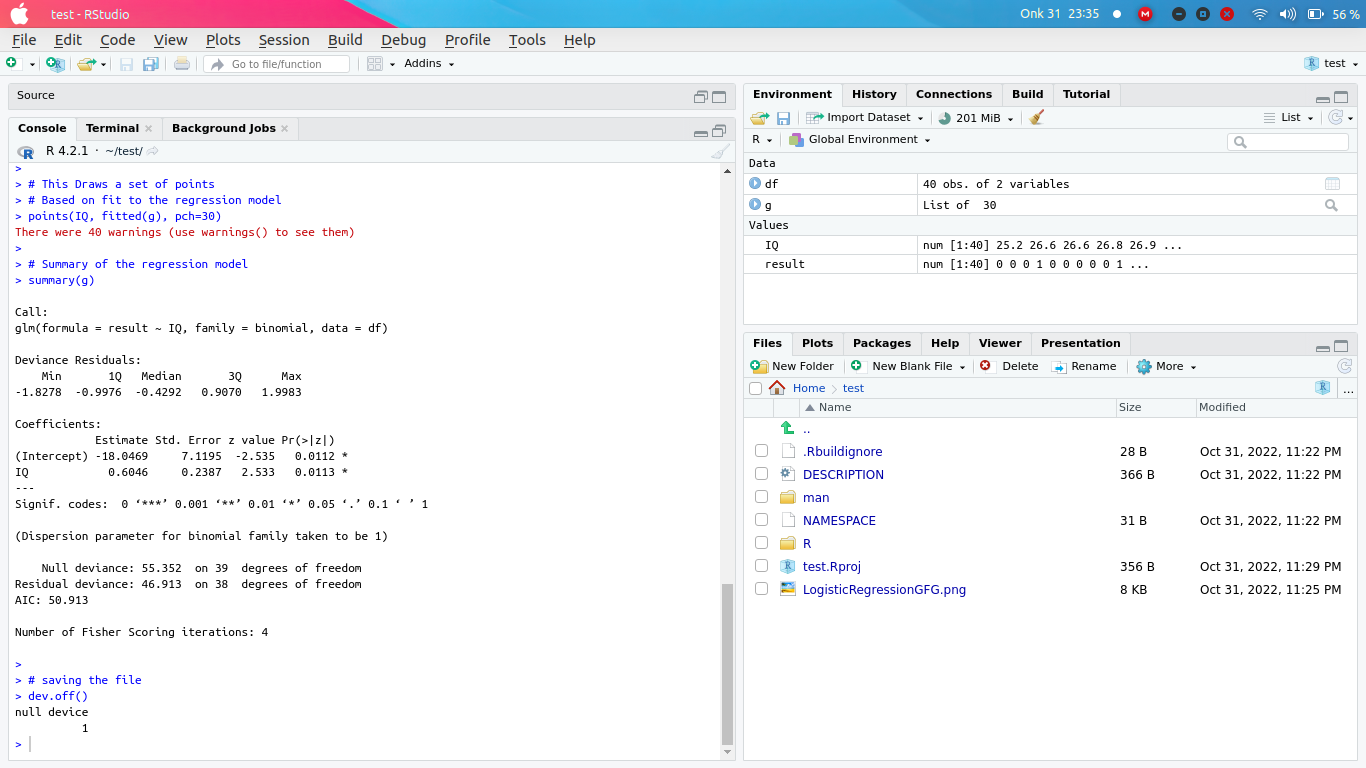 test - RStudio
Onk 31 23:35
M
56 %
File Edit Code View Plots Session Build Debug Profile Tools Help
Go to file/function
Addins
test
Source
Console Terminal Background Jobs
R 4.2.1 · ~/test/
>
> # This Draws a set of points
> # Based on fit to the regression model
> points(IQ, fitted(g), pch=30)
There were 40 warnings (use warnings() to see them)
>
> # Summary of the regression model
> summary(g)
Call:
glm(formula = result ~ IQ, family = binomial, data = df)
Deviance Residuals:
Min 1Q Median 3Q Max
-1.8278 -0.9976 -0.4292 0.9070 1.9983
Coefficients:
Estimate Std. Error z value Pr(>|z|)
(Intercept) -18.0469 7.1195 -2.535 0.0112 *
IQ 0.6046 0.2387 2.533 0.0113 *
---
Signif. codes: 0 ‘***’ 0.001 ‘**’ 0.01 ‘*’ 0.05 ‘.’ 0.1 ‘ ’ 1
(Dispersion parameter for binomial family taken to be 1)
Null deviance: 55.352 on 39 degrees of freedom
Residual deviance: 46.913 on 38 degrees of freedom
AIC: 50.913
Number of Fisher Scoring iterations: 4
>
> # saving the file
> dev.off()
null device
1
>
Environment History Connections Build Tutorial
Import Dataset 201 MiB List
R Global Environment
Data
df 40 obs. of 2 variables
g List of 30
Values
IQ num [1:40] 25.2 26.6 26.6 26.8 26.9 ...
result num [1:40] 0 0 0 1 0 0 0 0 0 1 ...
Files Plots Packages Help Viewer Presentation
New Folder New Blank File Delete Rename More
Home test ...
Name Size Modified
..
.Rbuildignore 28 B Oct 31, 2022, 11:22 PM
DESCRIPTION 366 B Oct 31, 2022, 11:22 PM
man
NAMESPACE 31 B Oct 31, 2022, 11:22 PM
R
test.Rproj 356 B Oct 31, 2022, 11:29 PM
LogisticRegressionGFG.png 8 KB Oct 31, 2022, 11:25 PM